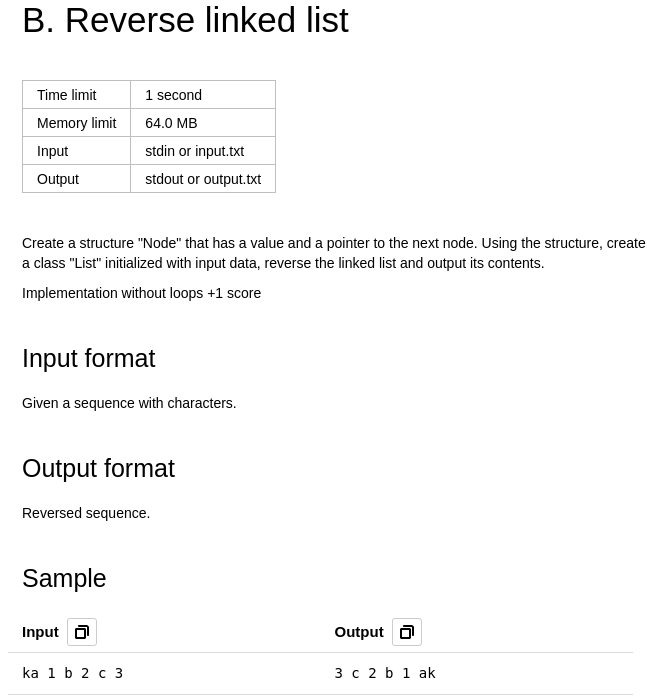 B. Reverse linked list
Time limit 1 second
Memory limit 64.0 MB
Input stdin or input.txt
Output stdout or output.txt
Create a structure "Node" that has a value and a pointer to the next node. Using the structure, create
a class "List" initialized with input data, reverse the linked list and output its contents.
Implementation without loops +1 score
Input format
Given a sequence with characters.
Output format
Reversed sequence.
Sample
Input Output
ka 1 b 2 c 3 3 c 2 b 1 ak